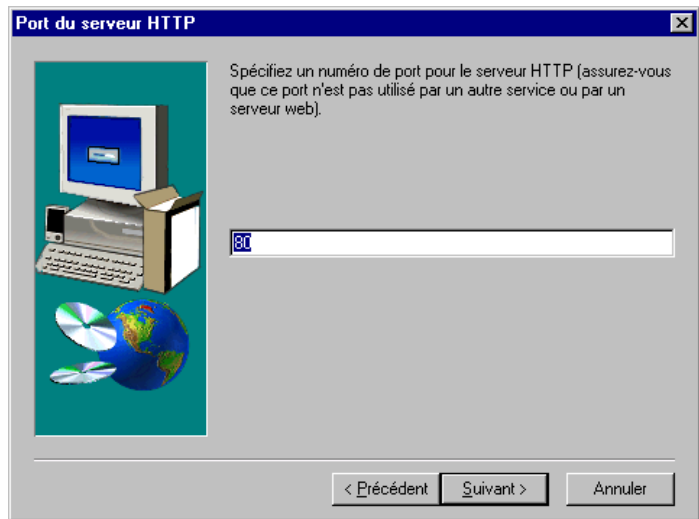 Port du serveur HTTP
Spécifiez un numéro de port pour le serveur HTTP (assurez-vous
que ce port n'est pas utilisé par un autre service ou par un
serveur web).
80
< Précédent Suivant > Annuler